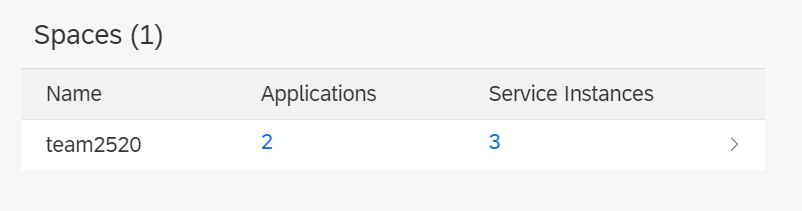 Spaces (1)
Name Applications Service Instances
team2520 2 3